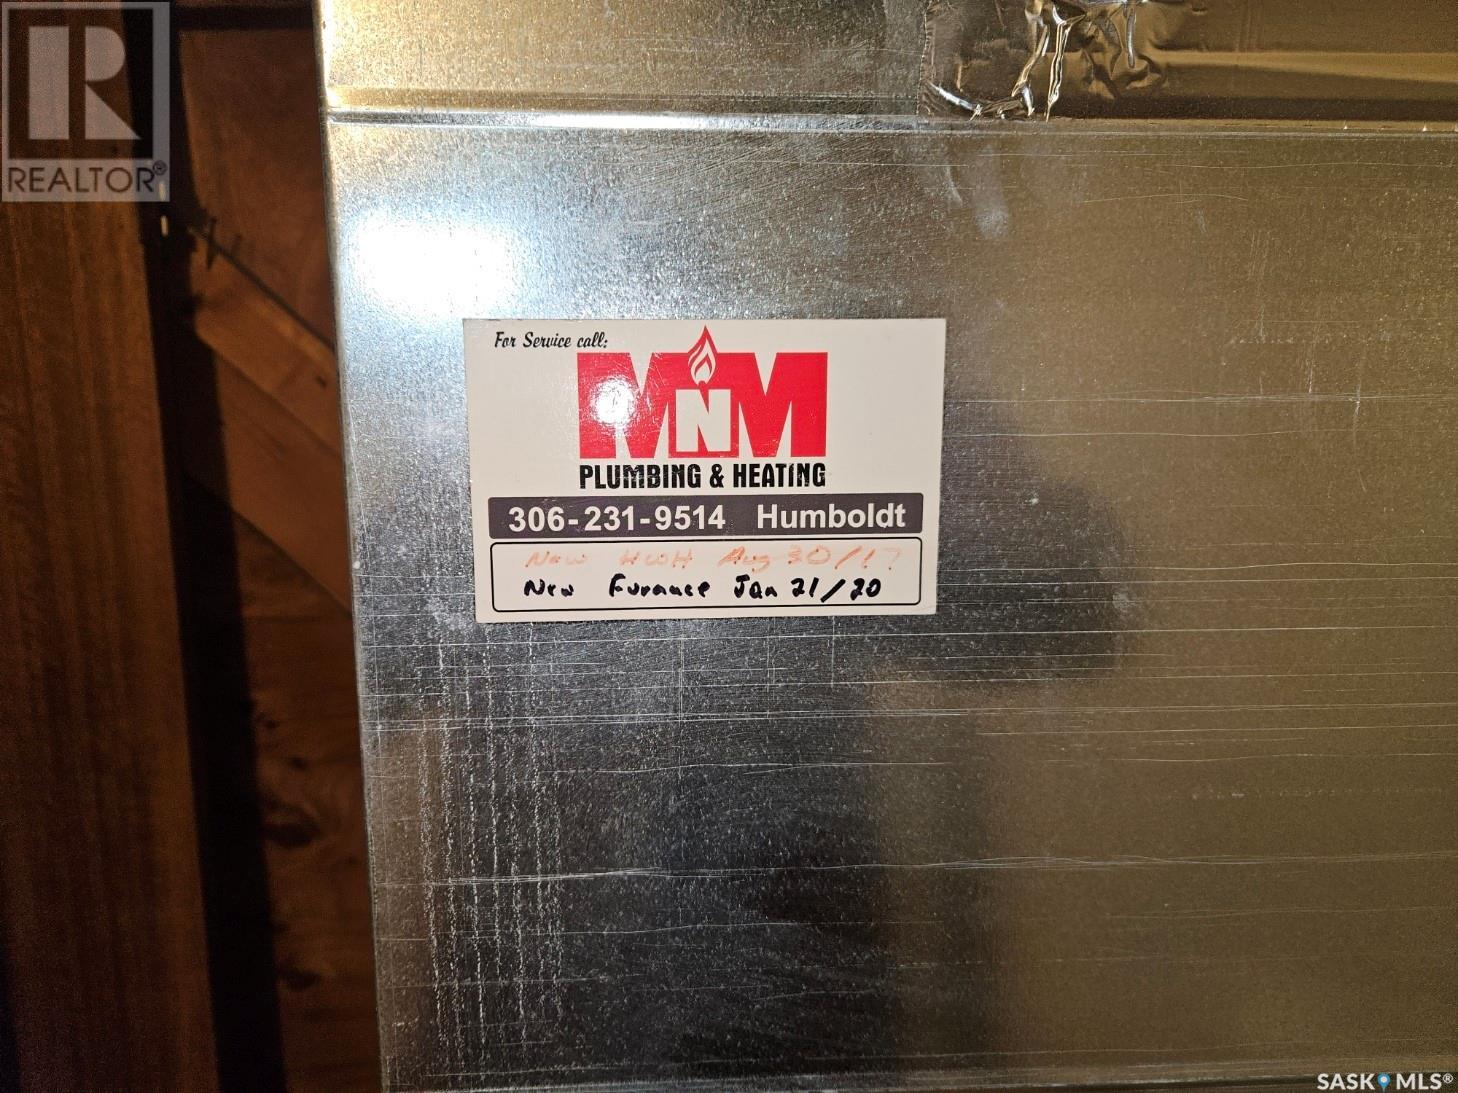 REALTOR®
For Service call:
MNM
PLUMBING & HEATING
306-231-9514 Humboldt
New HWH Aug 30/17
New Furnace Jan 21/20
SASK MLS®